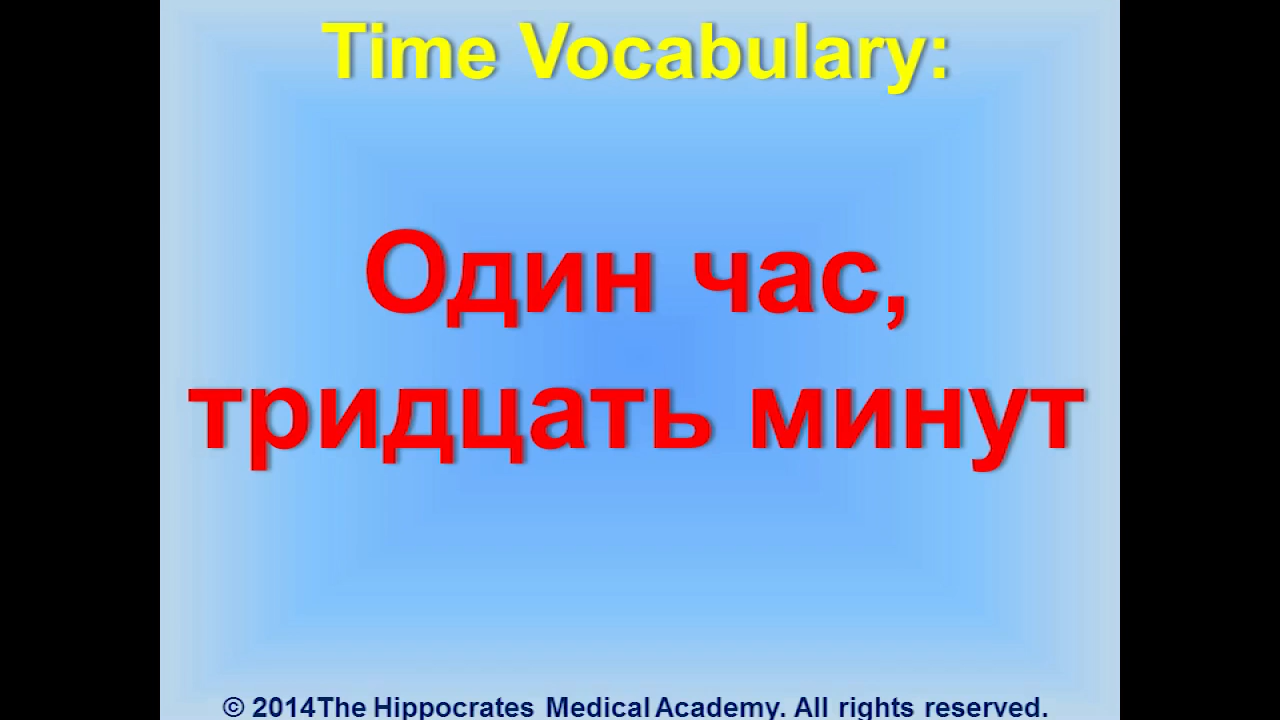 Time Vocabulary:
Один час,
тридцать минут
© 2014The Hippocrates Medical Academy. All rights reserved.